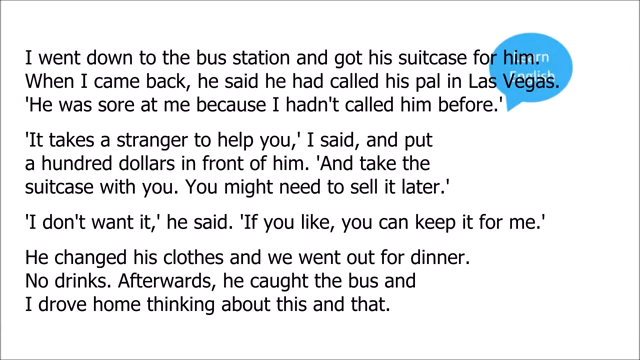 I went down to the bus station and got his suitcase for him.
When I came back, he said he had called his pal in Las Vegas.
'He was sore at me because I hadn't called him before.'
'It takes a stranger to help you,' I said, and put
a hundred dollars in front of him. 'And take the
suitcase with you. You might need to sell it later.'
'I don't want it,' he said. 'If you like, you can keep it for me.'
He changed his clothes and we went out for dinner.
No drinks. Afterwards, he caught the bus and
I drove home thinking about this and that.
Learn
English